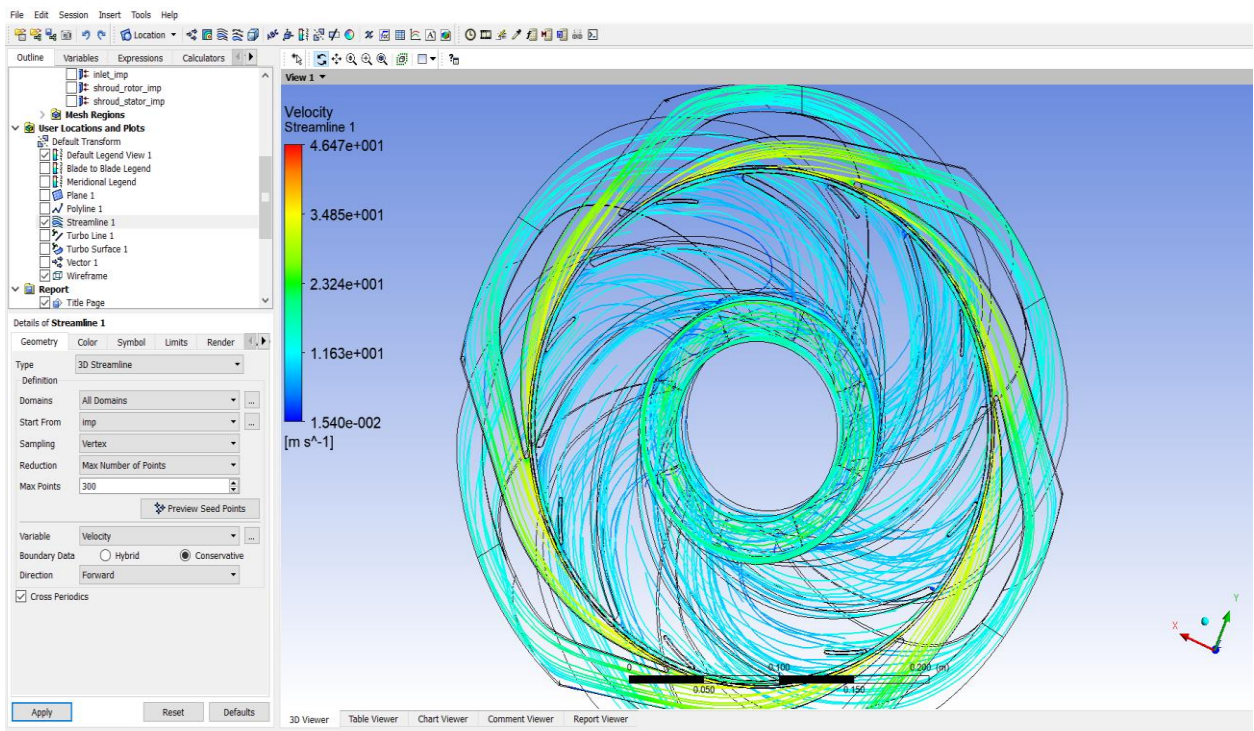 File Edit Session Insert Tools Help
Location
Outline Variables Expressions Calculators
View 1
inlet_imp
shroud_rotor_imp
shroud_stator_imp
Mesh Regions
User Locations and Plots
Default Transform
Default Legend View 1
Blade to Blade Legend
Meridional Legend
Plane 1
Polyline 1
Streamline 1
Turbo Line 1
Turbo Surface 1
Vector 1
Wireframe
Report
Title Page
Details of Streamline 1
Geometry Color Symbol Limits Render
Type 3D Streamline
Definition
Domains All Domains ...
Start From imp ...
Sampling Vertex
Reduction Max Number of Points
Max Points 300
Preview Seed Points
Variable Velocity ...
Boundary Data Hybrid Conservative
Direction Forward
Cross Periodics
Apply Reset Defaults
Velocity
Streamline 1
4.647e+001
3.485e+001
2.324e+001
1.163e+001
1.540e-002
[m s^-1]
Y
X
0 0.100 0.200 (m)
0.050 0.150
3D Viewer Table Viewer Chart Viewer Comment Viewer Report Viewer